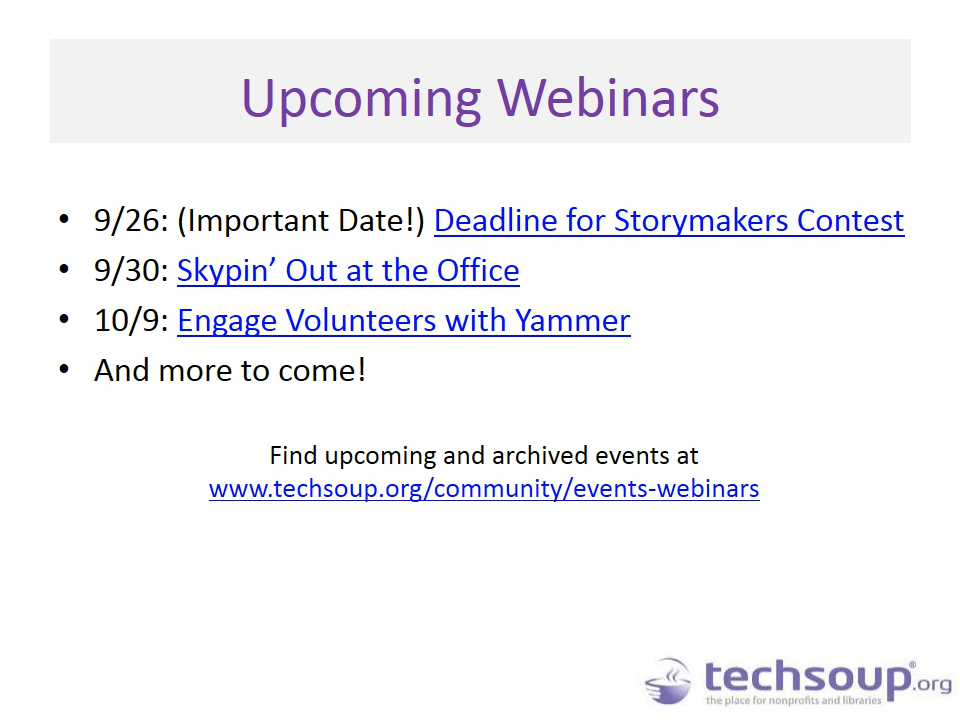 Upcoming Webinars
• 9/26: (Important Date!) Deadline for Storymakers Contest
• 9/30: Skypin’ Out at the Office
• 10/9: Engage Volunteers with Yammer
• And more to come!
Find upcoming and archived events at
www.techsoup.org/community/events-webinars
techsoup®.org
the place for nonprofits and libraries